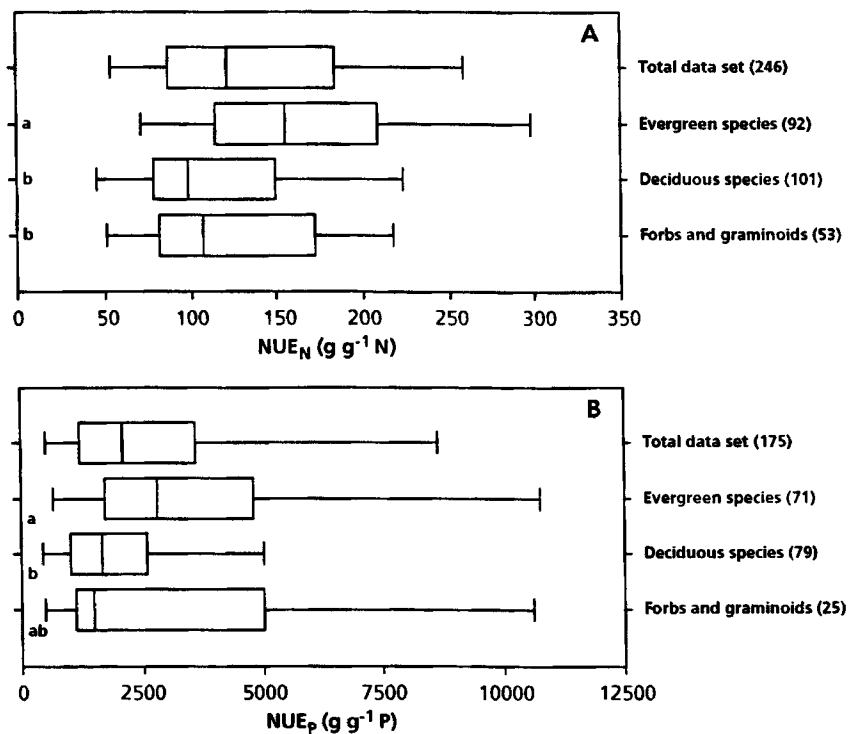 A
Total data set (246)
a Evergreen species (92)
b Deciduous species (101)
b Forbs and graminoids (53)
0 50 100 150 200 250 300 350
NUE_N (g g⁻¹ N)
B
Total data set (175)
a Evergreen species (71)
b Deciduous species (79)
ab Forbs and graminoids (25)
0 2500 5000 7500 10000 12500
NUE_P (g g⁻¹ P)